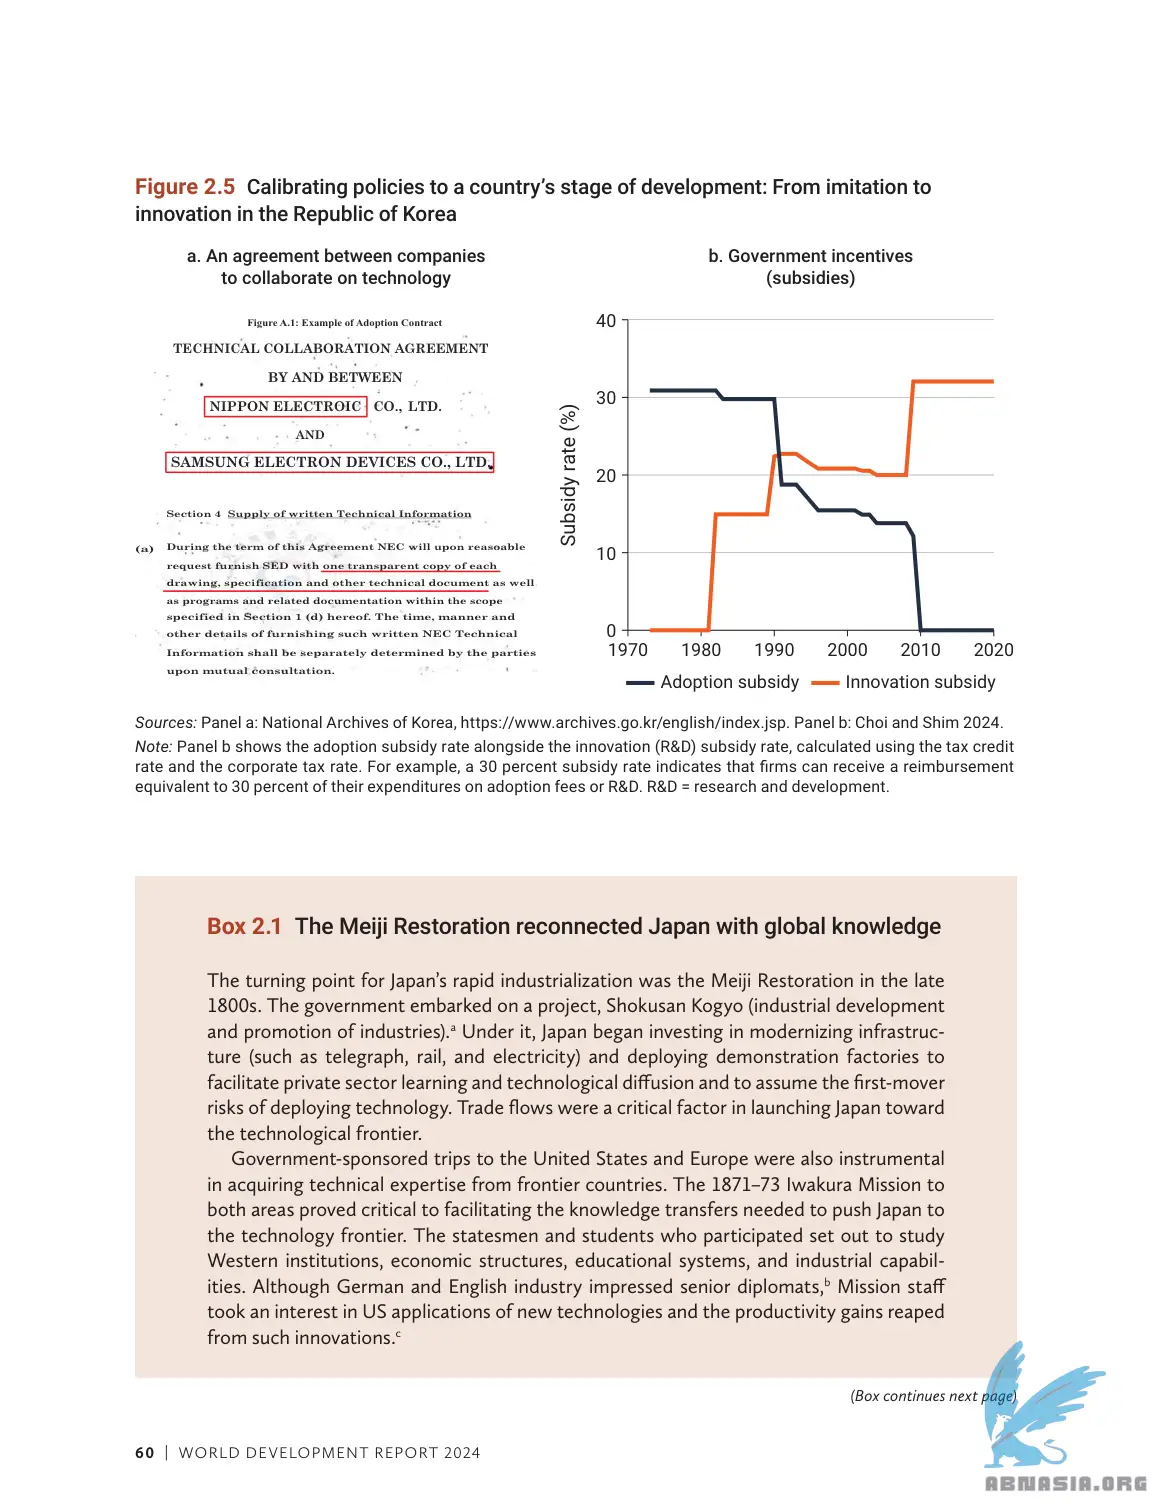 Figure 2.5 Calibrating policies to a country’s stage of development: From imitation to
innovation in the Republic of Korea
a. An agreement between companies
to collaborate on technology
Figure A.1: Example of Adoption Contract
TECHNICAL COLLABORATION AGREEMENT
BY AND BETWEEN
NIPPON ELECTROIC CO., LTD.
AND
SAMSUNG ELECTRON DEVICES CO., LTD.
Section 4 Supply of written Technical Information
(a) During the term of this Agreement NEC will upon reasoable
request furnish SED with one transparent copy of each
drawing, specification and other technical document as well
as programs and related documentation within the scope
specified in Section 1 (d) hereof. The time, manner and
other details of furnishing such written NEC Technical
Information shall be separately determined by the parties
upon mutual consultation.
b. Government incentives
(subsidies)
Subsidy rate (%)
40
30
20
10
0
1970 1980 1990 2000 2010 2020
Adoption subsidy Innovation subsidy
Sources: Panel a: National Archives of Korea, https://www.archives.go.kr/english/index.jsp. Panel b: Choi and Shim 2024.
Note: Panel b shows the adoption subsidy rate alongside the innovation (R&D) subsidy rate, calculated using the tax credit
rate and the corporate tax rate. For example, a 30 percent subsidy rate indicates that firms can receive a reimbursement
equivalent to 30 percent of their expenditures on adoption fees or R&D. R&D = research and development.
Box 2.1 The Meiji Restoration reconnected Japan with global knowledge
The turning point for Japan’s rapid industrialization was the Meiji Restoration in the late
1800s. The government embarked on a project, Shokusan Kogyo (industrial development
and promotion of industries).a Under it, Japan began investing in modernizing infrastruc-
ture (such as telegraph, rail, and electricity) and deploying demonstration factories to
facilitate private sector learning and technological diffusion and to assume the first-mover
risks of deploying technology. Trade flows were a critical factor in launching Japan toward
the technological frontier.
Government-sponsored trips to the United States and Europe were also instrumental
in acquiring technical expertise from frontier countries. The 1871–73 Iwakura Mission to
both areas proved critical to facilitating the knowledge transfers needed to push Japan to
the technology frontier. The statesmen and students who participated set out to study
Western institutions, economic structures, educational systems, and industrial capabil-
ities. Although German and English industry impressed senior diplomats,b Mission staff
took an interest in US applications of new technologies and the productivity gains reaped
from such innovations.c
(Box continues next page)
60 | WORLD DEVELOPMENT REPORT 2024
ABNASIA.ORG